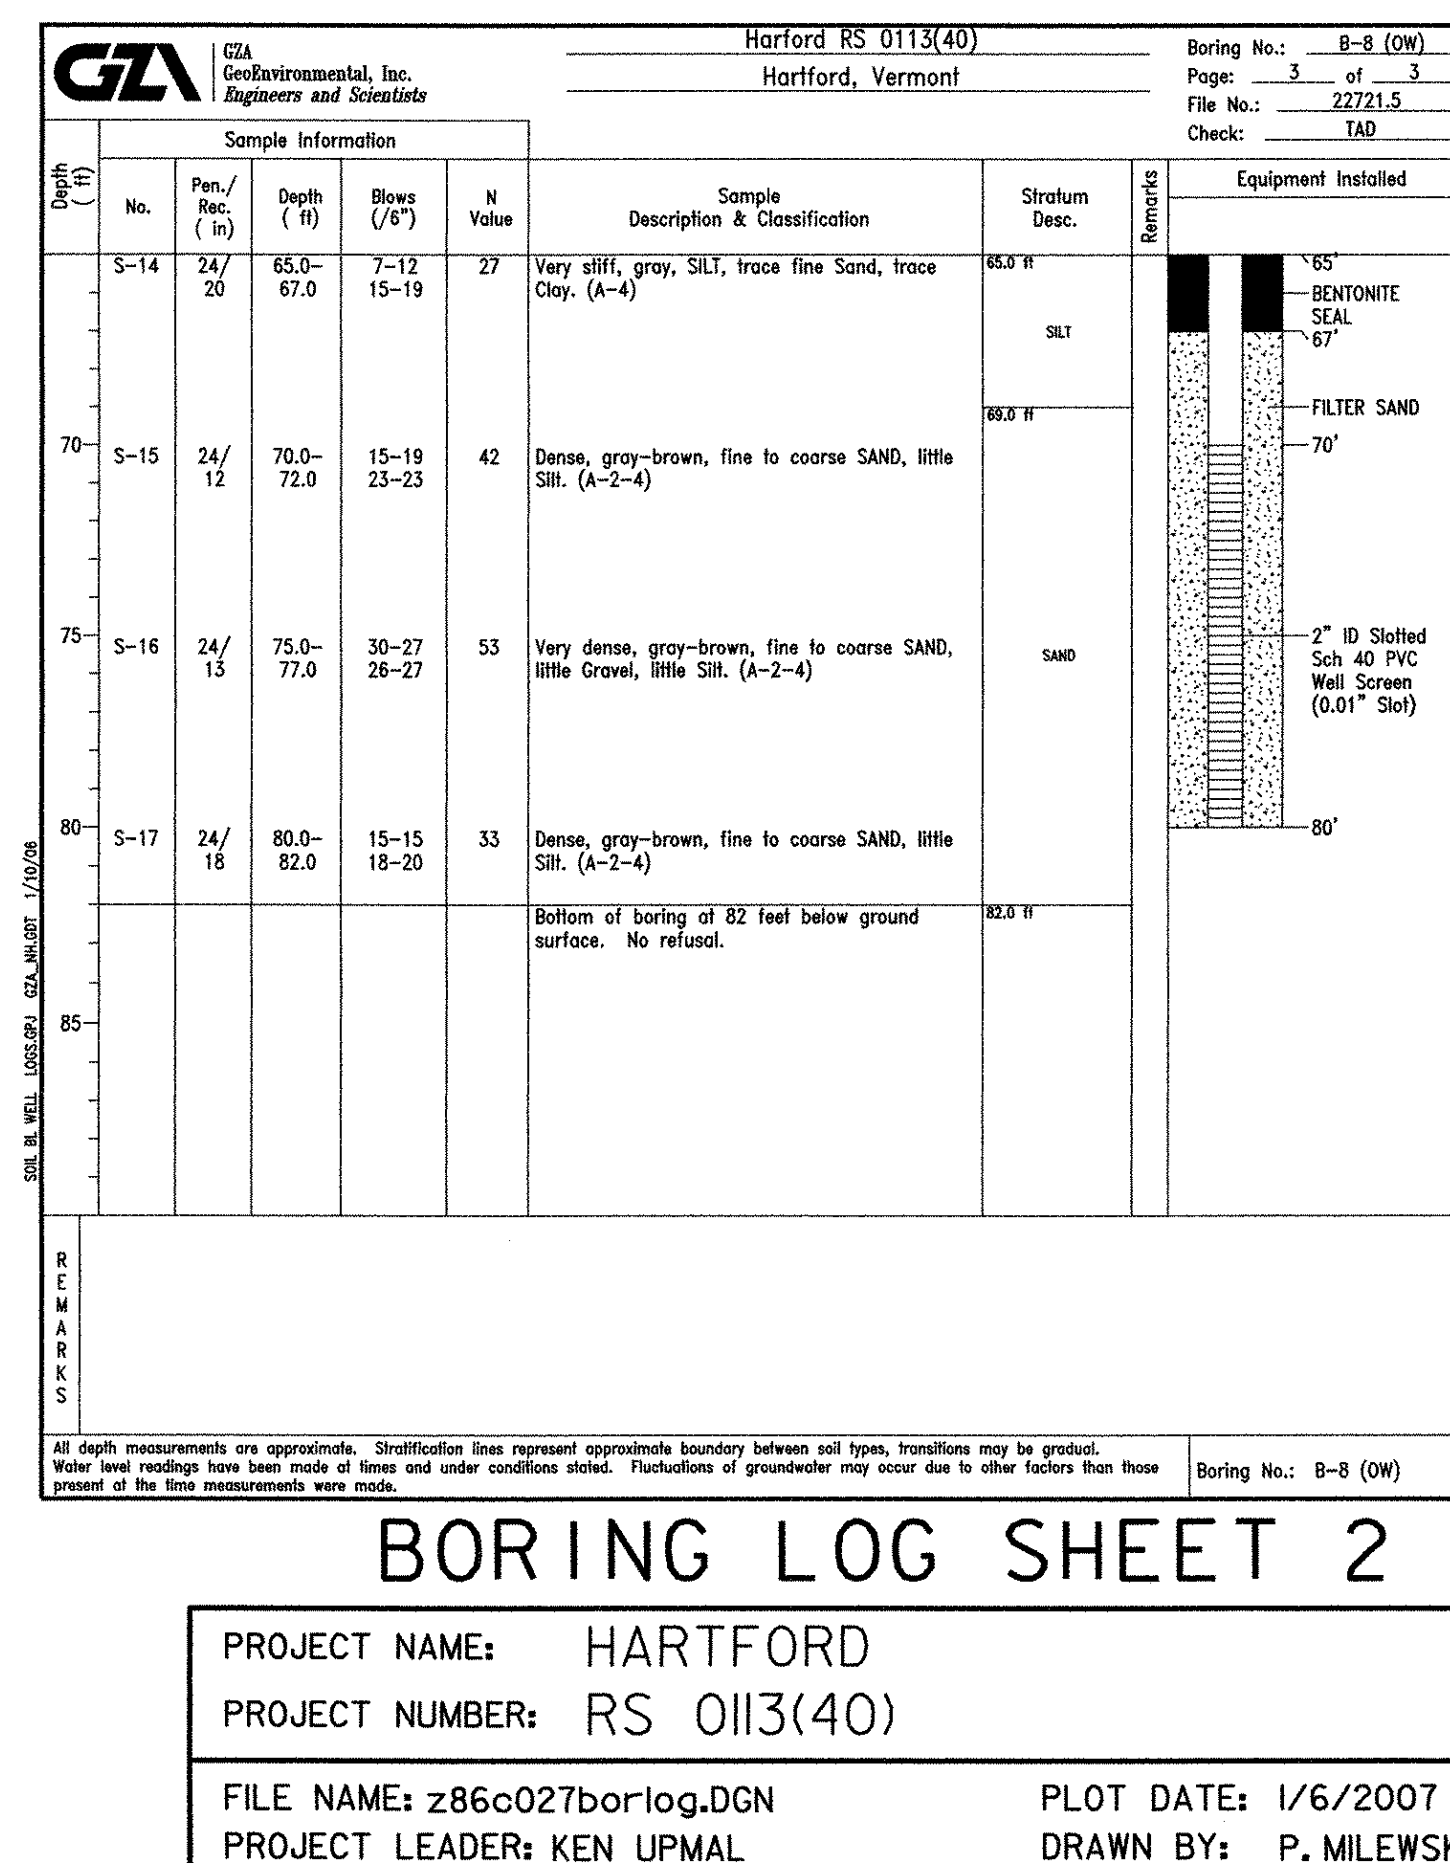 GZA
GZA
GeoEnvironmental, Inc.
Engineers and Scientists
Harford RS 0113(40)
Hartford, Vermont
Boring No.: B-8 (OW)
Page: 3 of 3
File No.: 22721.5
Check: TAD
Depth ( ft)
Sample Information
No.
Pen./ Rec. ( in)
Depth ( ft)
Blows (/6")
N Value
Sample Description & Classification
Stratum Desc.
Remarks
Equipment Installed
S-14 24/ 65.0- 7-12 27 Very stiff, gray, SILT, trace fine Sand, trace 65.0 ft 65'
20 67.0 15-19 Clay. (A-4) BENTONITE
SEAL
SILT 67'
69.0 ft FILTER SAND
70 70'
S-15 24/ 70.0- 15-19 42 Dense, gray-brown, fine to coarse SAND, little
12 72.0 23-23 Silt. (A-2-4)
75 2" ID Slotted
S-16 24/ 75.0- 30-27 53 Very dense, gray-brown, fine to coarse SAND, SAND Sch 40 PVC
13 77.0 26-27 little Gravel, little Silt. (A-2-4) Well Screen
(0.01" Slot)
80 80'
S-17 24/ 80.0- 15-15 33 Dense, gray-brown, fine to coarse SAND, little
18 82.0 18-20 Silt. (A-2-4)
Bottom of boring at 82 feet below ground 82.0 ft
surface. No refusal.
85
SOIL BL WELL LOGS.GPJ GZA_NH.GDT 1/10/06
REMARKS
All depth measurements are approximate. Stratification lines represent approximate boundary between soil types, transitions may be gradual.
Water level readings have been made at times and under conditions stated. Fluctuations of groundwater may occur due to other factors than those
present at the time measurements were made.
Boring No.: B-8 (OW)
BORING LOG SHEET 2
PROJECT NAME: HARTFORD
PROJECT NUMBER: RS 0113(40)
FILE NAME: z86c027borlog.DGN PLOT DATE: 1/6/2007
PROJECT LEADER: KEN UPMAL DRAWN BY: P. MILEWSK